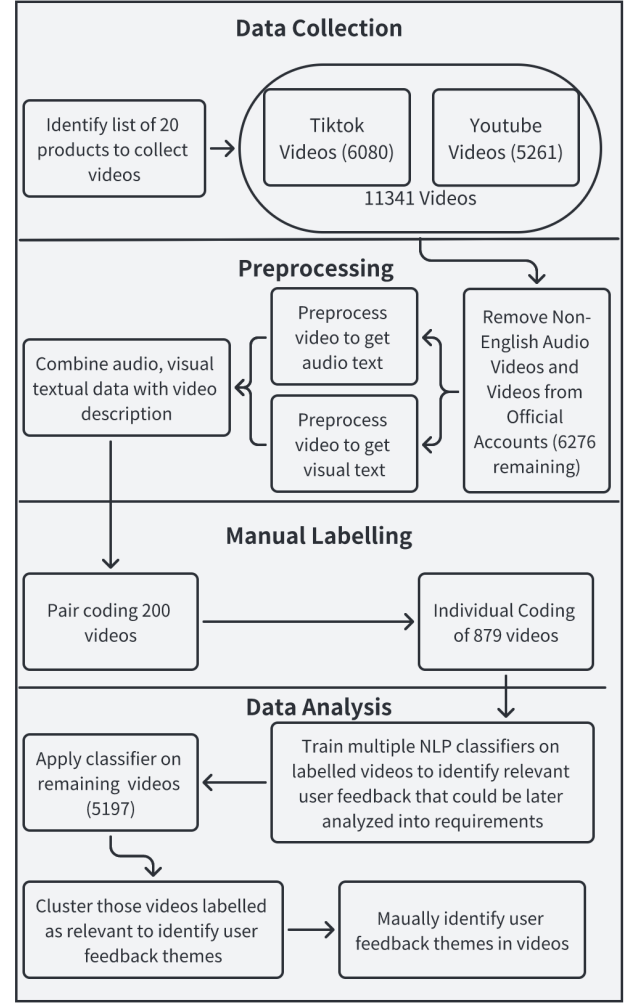 Data Collection
Identify list of 20
products to collect
videos
Tiktok
Videos (6080)
Youtube
Videos (5261)
11341 Videos
Preprocessing
Remove Non-
English Audio
Videos and
Videos from
Official
Accounts (6276
remaining)
Preprocess
video to get
audio text
Preprocess
video to get
visual text
Combine audio, visual
textual data with video
description
Manual Labelling
Pair coding 200
videos
Individual Coding
of 879 videos
Data Analysis
Train multiple NLP classifiers on
labelled videos to identify relevant
user feedback that could be later
analyzed into requirements
Apply classifier on
remaining videos
(5197)
Cluster those videos labelled
as relevant to identify user
feedback themes
Maually identify user
feedback themes in videos